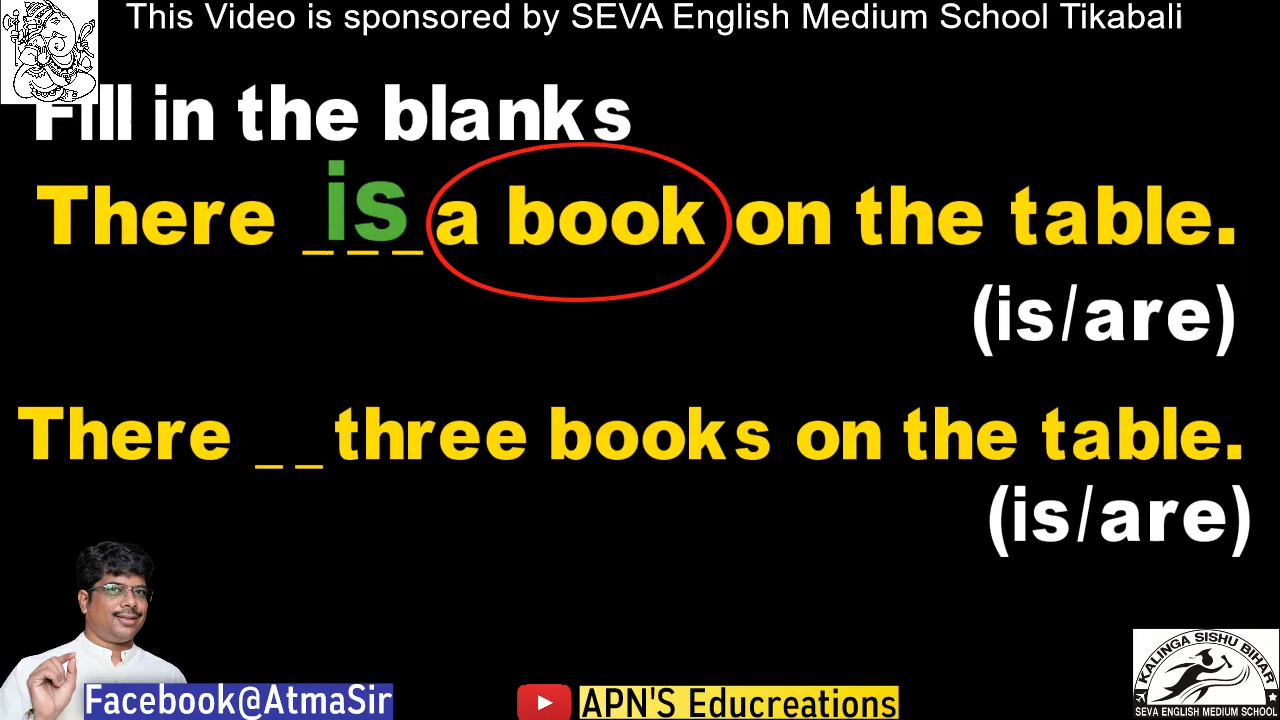 This Video is sponsored by SEVA English Medium School Tikabali
Fill in the blanks
There _is_ a book on the table.
(is/are)
There _ _ three books on the table.
(is/are)
KALINGA SISHU BIHAR
SEVA ENGLISH MEDIUM SCHOOL
Facebook@AtmaSir
APN'S Educreations